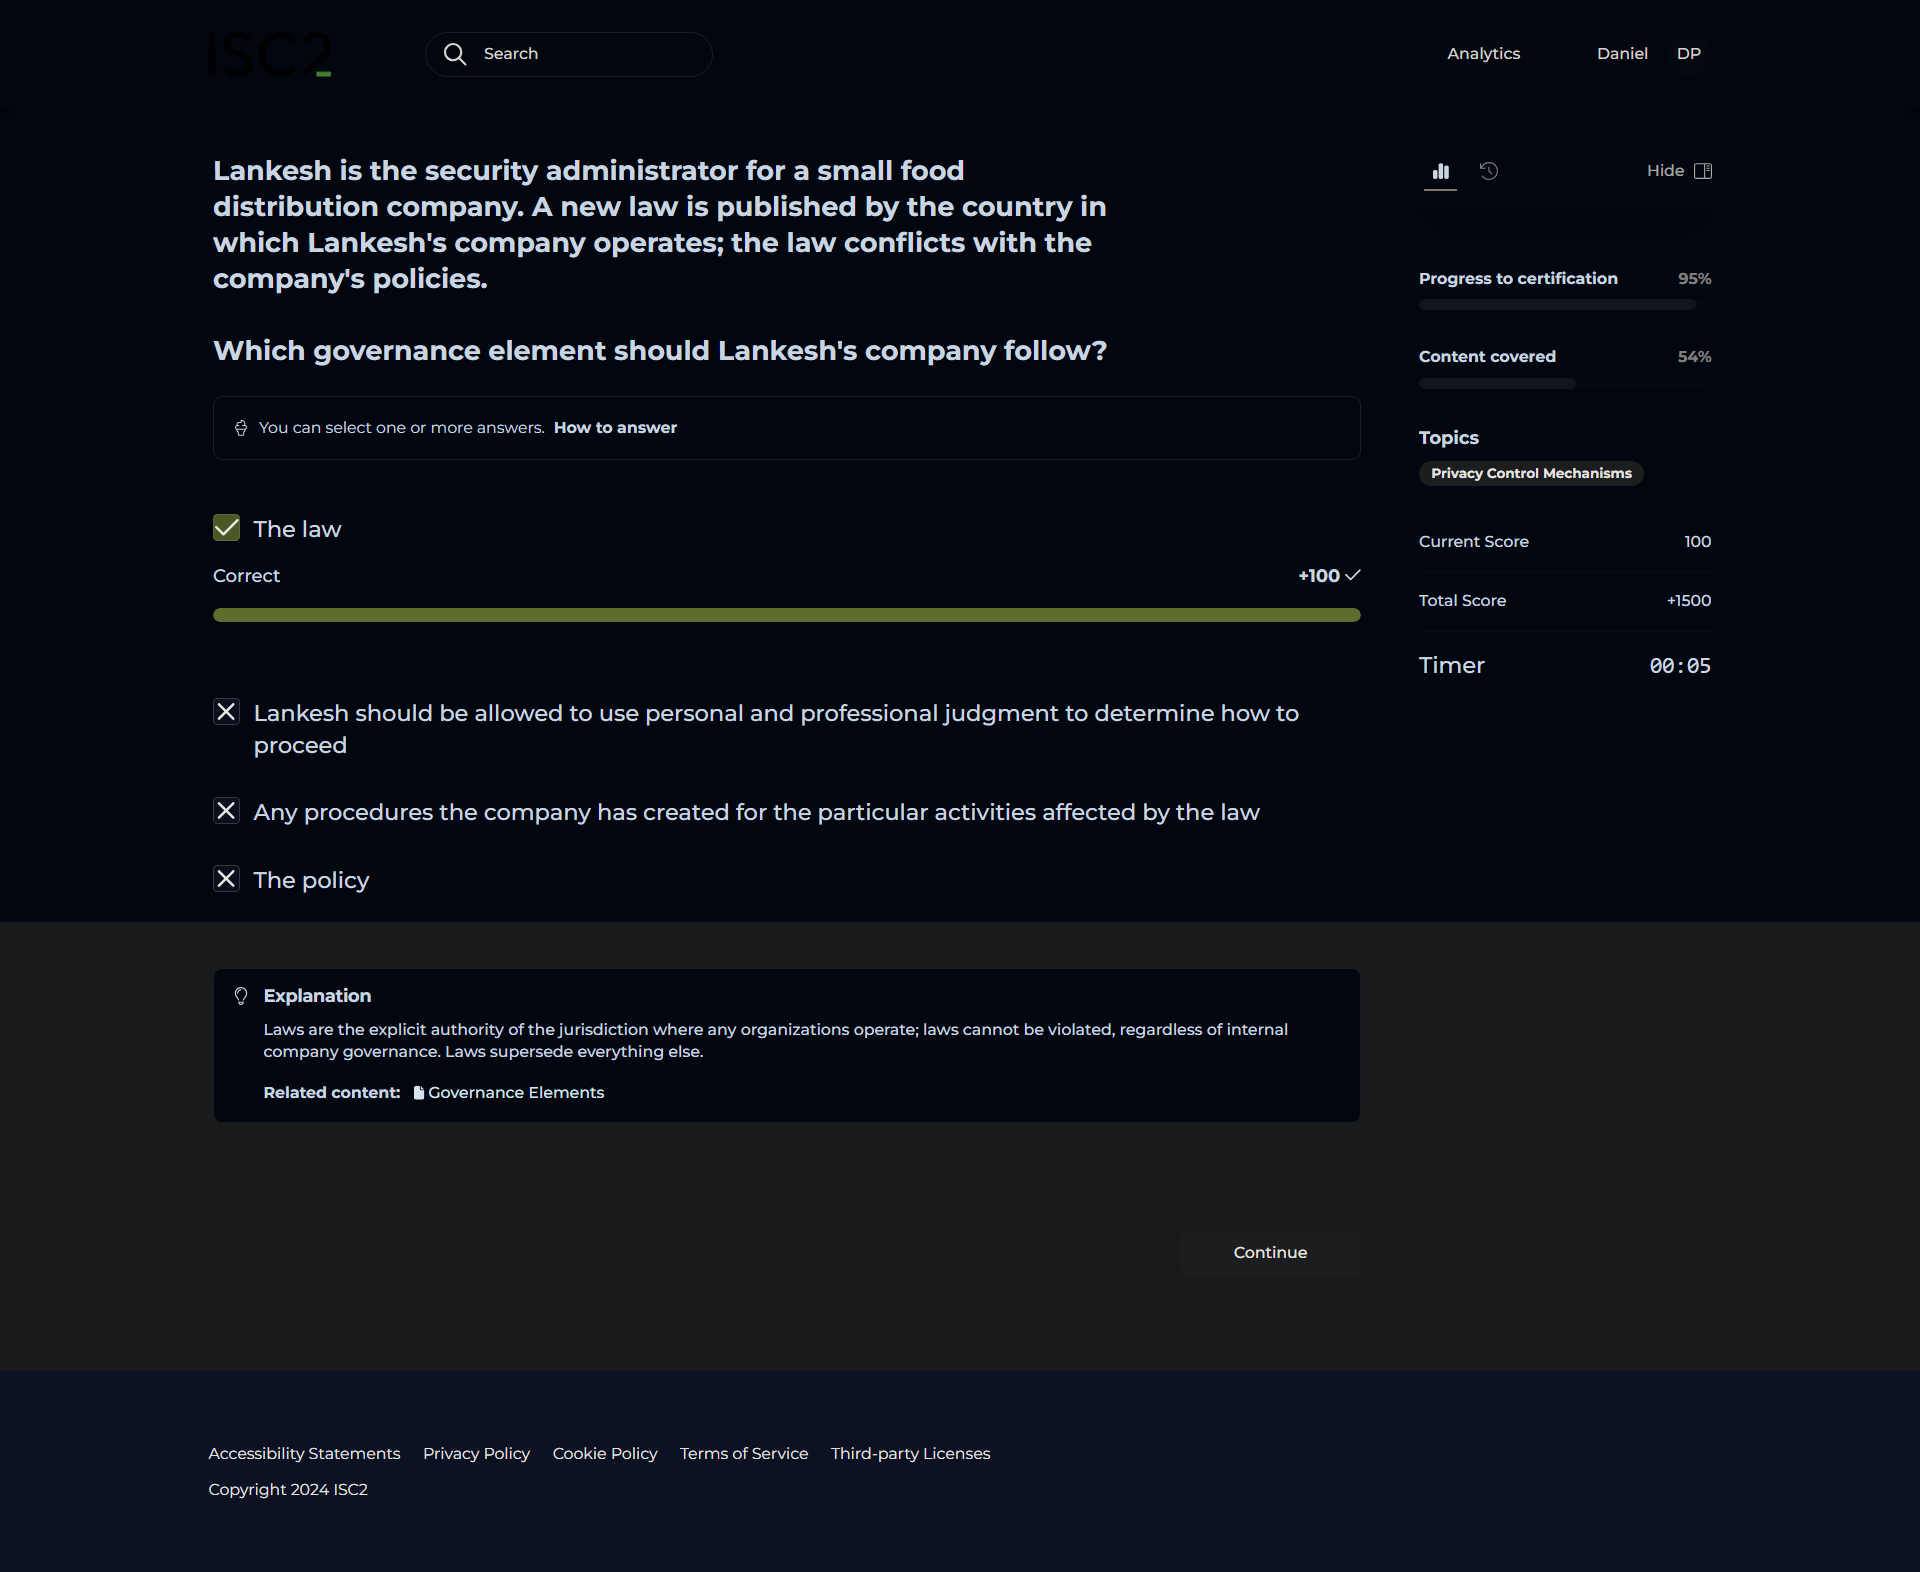 ISC2
Search
Analytics
Daniel
DP
Lankesh is the security administrator for a small food
distribution company. A new law is published by the country in
which Lankesh's company operates; the law conflicts with the
company's policies.
Which governance element should Lankesh's company follow?
You can select one or more answers. How to answer
The law
Correct
+100
Lankesh should be allowed to use personal and professional judgment to determine how to
proceed
Any procedures the company has created for the particular activities affected by the law
The policy
Hide
Progress to certification 95%
Content covered 54%
Topics
Privacy Control Mechanisms
Current Score 100
Total Score +1500
Timer 00:05
Explanation
Laws are the explicit authority of the jurisdiction where any organizations operate; laws cannot be violated, regardless of internal
company governance. Laws supersede everything else.
Related content: Governance Elements
Continue
Accessibility Statements Privacy Policy Cookie Policy Terms of Service Third-party Licenses
Copyright 2024 ISC2